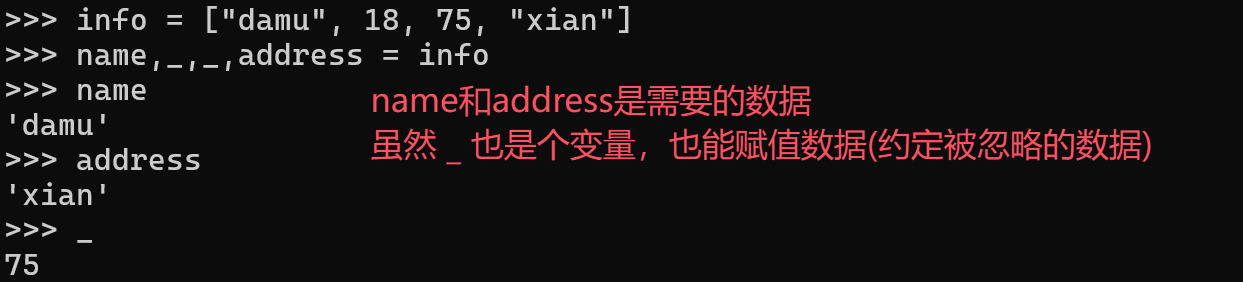 >>> info = ["damu", 18, 75, "xian"]
>>> name,_,_,address = info
>>> name
name和address是需要的数据
'damu'
虽然 _ 也是个变量，也能赋值数据(约定被忽略的数据)
>>> address
'xian'
>>> _
75